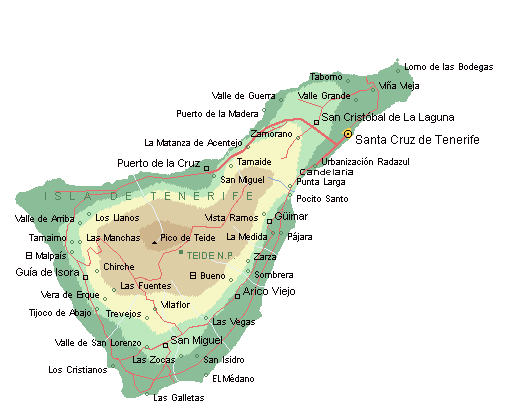 Lomo de las Bodegas
Taborno
Viña Vieja
Valle de Guerra
Valle Grande
Puerto de la Madera
San Cristóbal de La Laguna
Zamorano
Santa Cruz de Tenerife
La Matanza de Acentejo
Puerto de la Cruz
Tamaide
Urbanización Radazul
Candelaria
San Miguel
Punta Larga
ISLA DE TENERIFE
Pocito Santo
Valle de Arriba
Los Llanos
Vista Ramos
Güimar
Tamaimo
Las Manchas
Pico de Teide
La Medida
Pájara
El Malpaís
TEIDE N.P.
Zarza
Guía de Isora
Chirche
El Bueno
Sombrera
Las Fuentes
Arico Viejo
Vera de Erque
Vilaflor
Tijoco de Abajo
Trevejos
Las Vegas
Valle de San Lorenzo
San Miguel
Las Zocas
San Isidro
Los Cristianos
EL Médano
Las Galletas